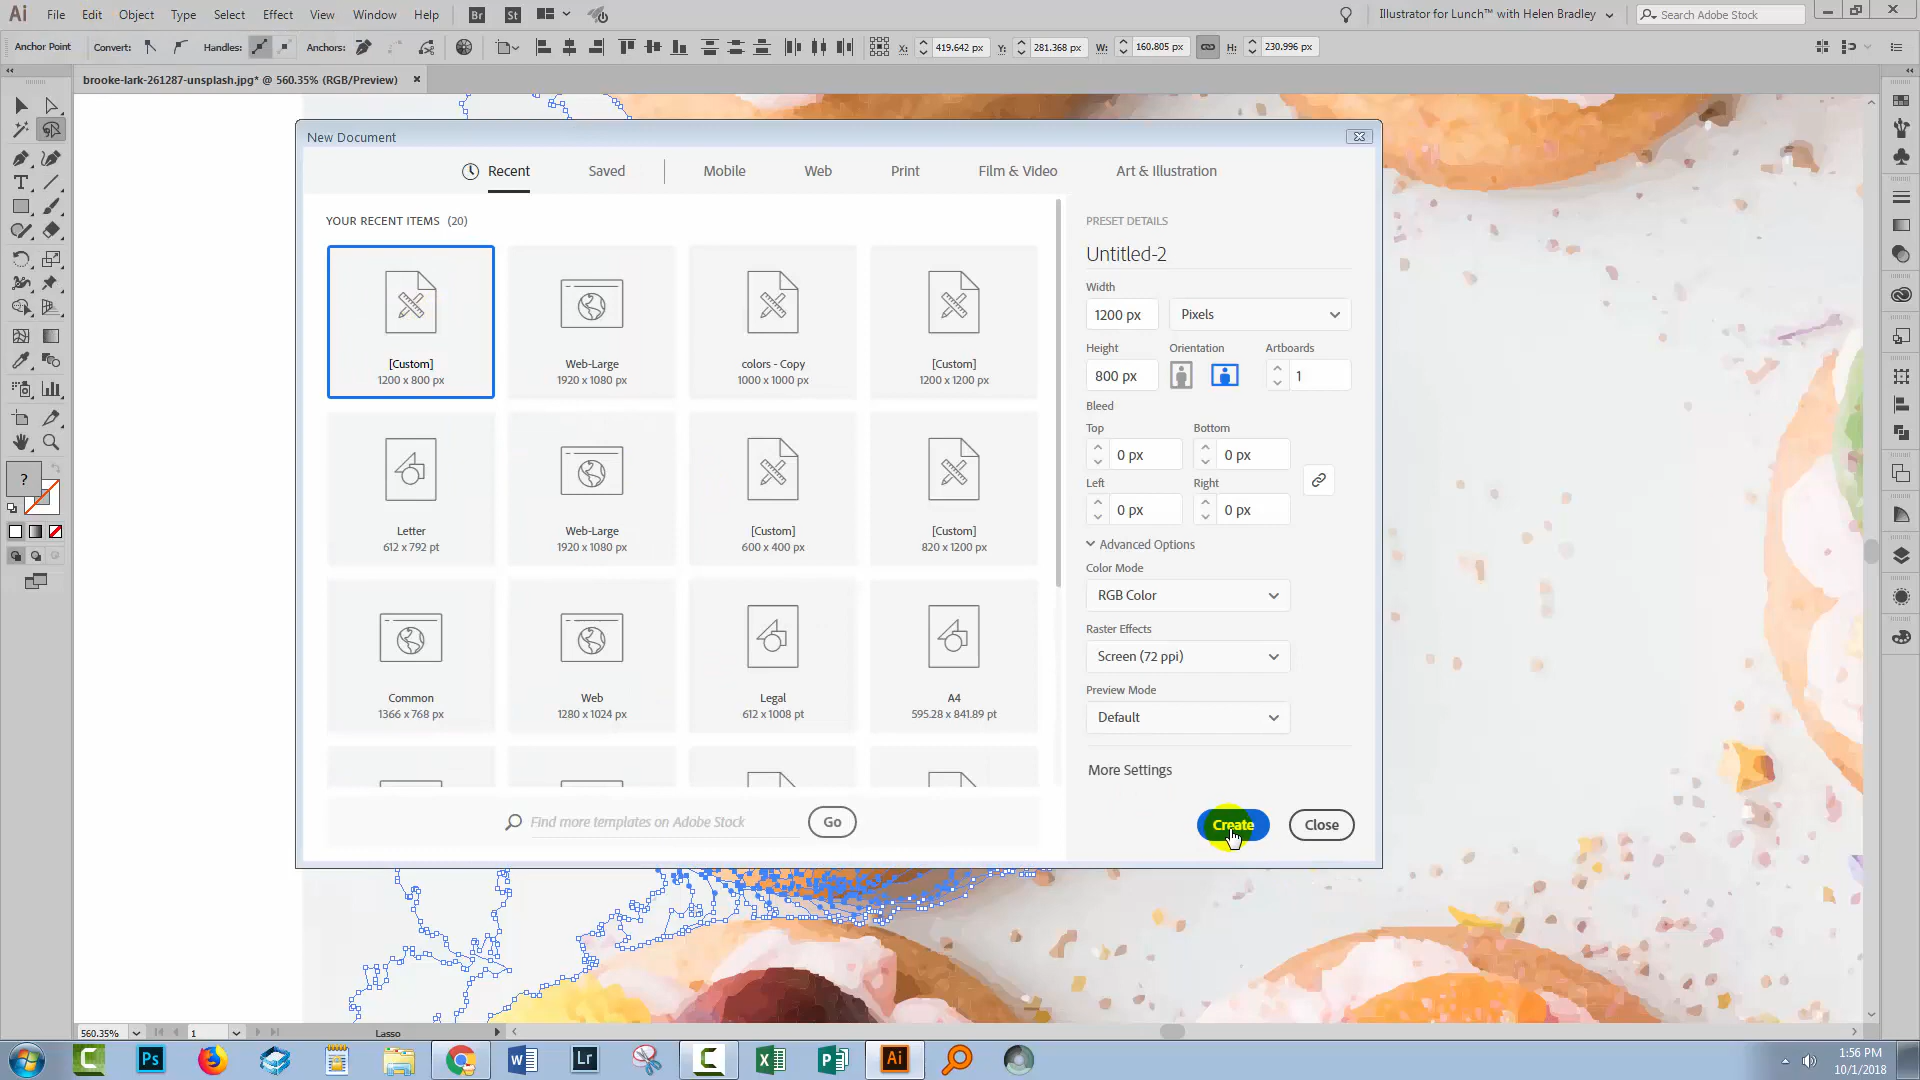 Ai File Edit Object Type Select Effect View Window Help Br St Illustrator for Lunch™ with Helen Bradley Search Adobe Stock
Anchor Point Convert: Handles: Anchors: X: 419.642 px Y: 281.368 px W: 160.805 px H: 230.996 px
brooke-lark-261287-unsplash.jpg* @ 560.35% (RGB/Preview)
New Document
Recent Saved Mobile Web Print Film & Video Art & Illustration
YOUR RECENT ITEMS (20)
[Custom]
1200 x 800 px
Web-Large
1920 x 1080 px
colors - Copy
1000 x 1000 px
[Custom]
1200 x 1200 px
Letter
612 x 792 pt
Web-Large
1920 x 1080 px
[Custom]
600 x 400 px
[Custom]
820 x 1200 px
Common
1366 x 768 px
Web
1280 x 1024 px
Legal
612 x 1008 pt
A4
595.28 x 841.89 pt
Find more templates on Adobe Stock Go
PRESET DETAILS
Untitled-2
Width
1200 px Pixels
Height Orientation Artboards
800 px 1
Bleed
Top Bottom
0 px 0 px
Left Right
0 px 0 px
Advanced Options
Color Mode
RGB Color
Raster Effects
Screen (72 ppi)
Preview Mode
Default
More Settings
Create Close
?
560.35% 1 Lasso
C Ps W Lr C X P Ai
1:56 PM
10/1/2018